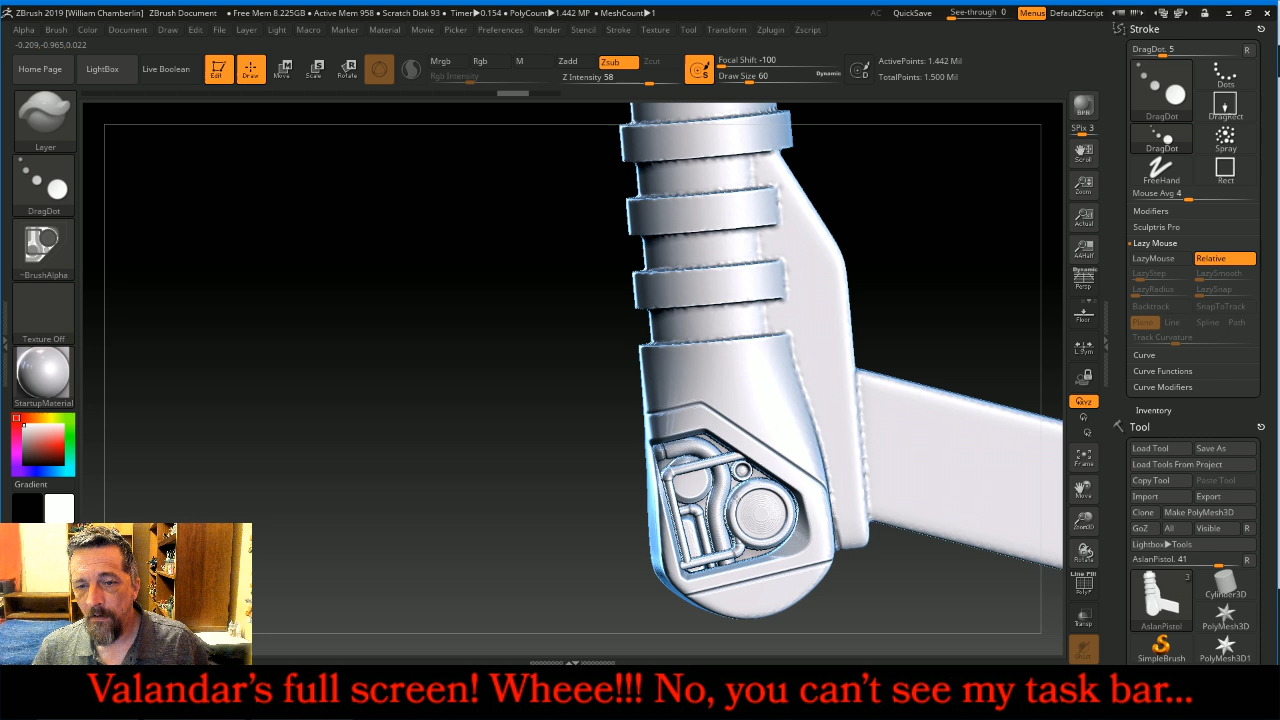 ZBrush 2019 [William Chamberlin]  ZBrush Document  • Free Mem 8.225GB • Active Mem 958 • Scratch Disk 93 • Timer▶0.154 • PolyCount▶1.442 MP • MeshCount▶1  AC  QuickSave  See-through 0  Menus  DefaultZScript
Alpha  Brush  Color  Document  Draw  Edit  File  Layer  Light  Macro  Marker  Material  Movie  Picker  Preferences  Render  Stencil  Stroke  Texture  Tool  Transform  Zplugin  Zscript
-0.209,-0.965,0.022
Home Page  LightBox  Live Boolean  Edit  Draw  Move  Scale  Rotate
Mrgb  Rgb  M  Zadd  Zsub  Zcut
Rgb Intensity  Z Intensity 58
Focal Shift -100
Draw Size 60  Dynamic
ActivePoints: 1.442 Mil
TotalPoints: 1.500 Mil
Layer
DragDot
~BrushAlpha
Texture Off
StartupMaterial
Gradient
BPR
SPix 3
Scroll
Zoom
Actual
AAHalf
Dynamic
Persp
Floor
L.Sym
XYZ
Frame
Move
Zoom3D
Rotate
Line Fill
PolyF
Transp
Ghost
Stroke
DragDot. 5  R
DragDot  Dots
DragRect
DragDot  Spray
FreeHand  Rect
Mouse Avg 4
Modifiers
Sculptris Pro
Lazy Mouse
LazyMouse  Relative
LazyStep  LazySmooth
LazyRadius  LazySnap
Backtrack  SnapToTrack
Plane  Line  Spline  Path
Track Curvature
Curve
Curve Functions
Curve Modifiers
Inventory
Tool
Load Tool  Save As
Load Tools From Project
Copy Tool  Paste Tool
Import  Export
Clone  Make PolyMesh3D
GoZ  All  Visible  R
Lightbox▶Tools
AslanPistol. 41  R
3
AslanPistol  Cylinder3D
PolyMesh3D
SimpleBrush  PolyMesh3D1
Valandar's full screen! Wheee!!! No, you can't see my task bar...